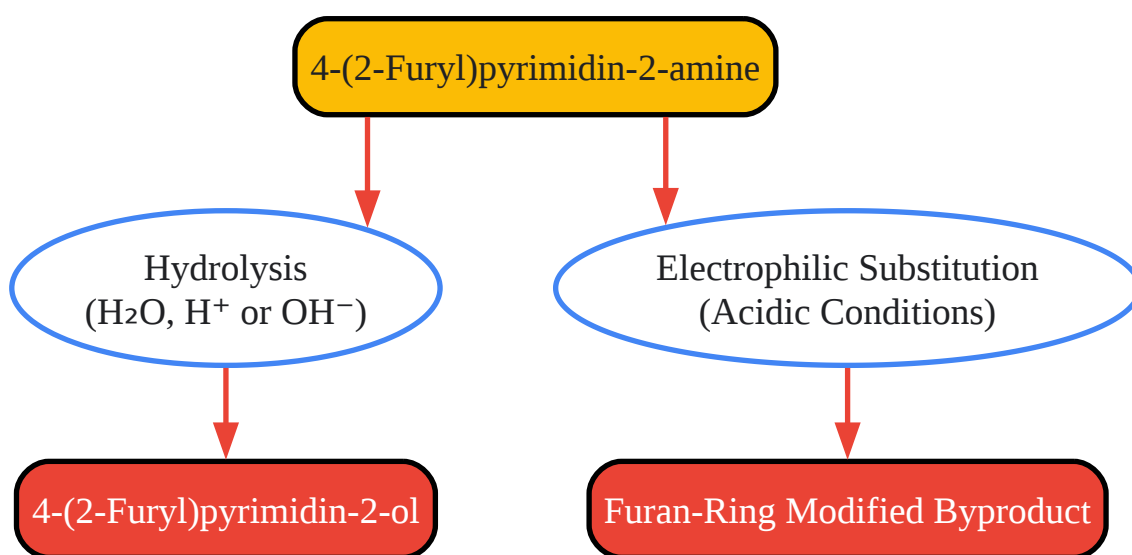 4-(2-Furyl)pyrimidin-2-amine
Hydrolysis
(H₂O, H⁺ or OH⁻)
Electrophilic Substitution
(Acidic Conditions)
4-(2-Furyl)pyrimidin-2-ol
Furan-Ring Modified Byproduct